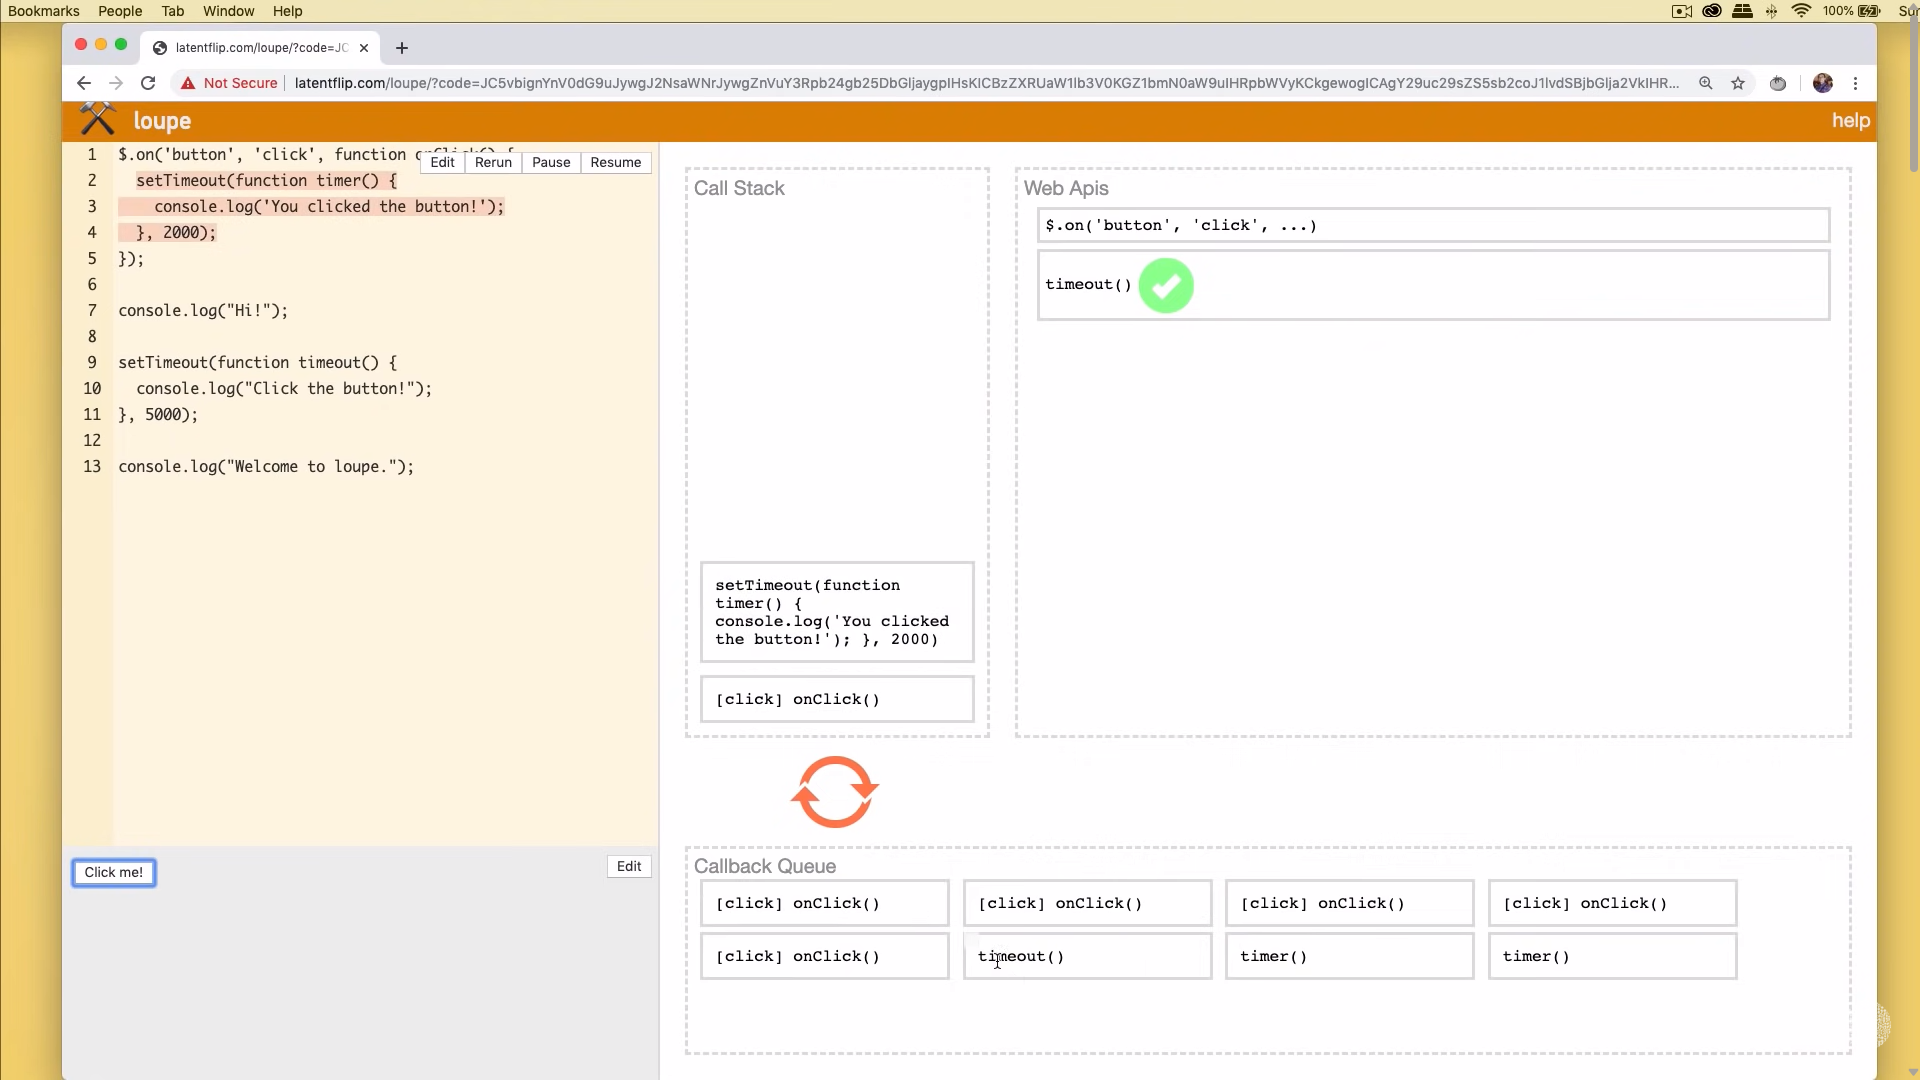 Bookmarks People Tab Window Help 100%
latentflip.com/loupe/?code=JC
Not Secure latentflip.com/loupe/?code=JC5vbignYnV0dG9uJywgJ2NsaWNrJywgZnVuY3Rpb24gb25DbGljaygpIHsKICBzZXRUaW1lb3V0KGZ1bmN0aW9uIHRpbWVyKCkgewogICAgY29uc29sZS5sb2coJ1lvdSBjbGlja2VkIHR...
loupe help
1 $.on('button', 'click', function onClick() {
Edit Rerun Pause Resume
2 setTimeout(function timer() {
3 console.log('You clicked the button!');
4 }, 2000);
5 });
6
7 console.log("Hi!");
8
9 setTimeout(function timeout() {
10 console.log("Click the button!");
11 }, 5000);
12
13 console.log("Welcome to loupe.");
Click me! Edit
Call Stack
setTimeout(function
timer() {
console.log('You clicked
the button!'); }, 2000)
[click] onClick()
Web Apis
$.on('button', 'click', ...)
timeout()
Callback Queue
[click] onClick() [click] onClick() [click] onClick() [click] onClick()
[click] onClick() timeout() timer() timer()